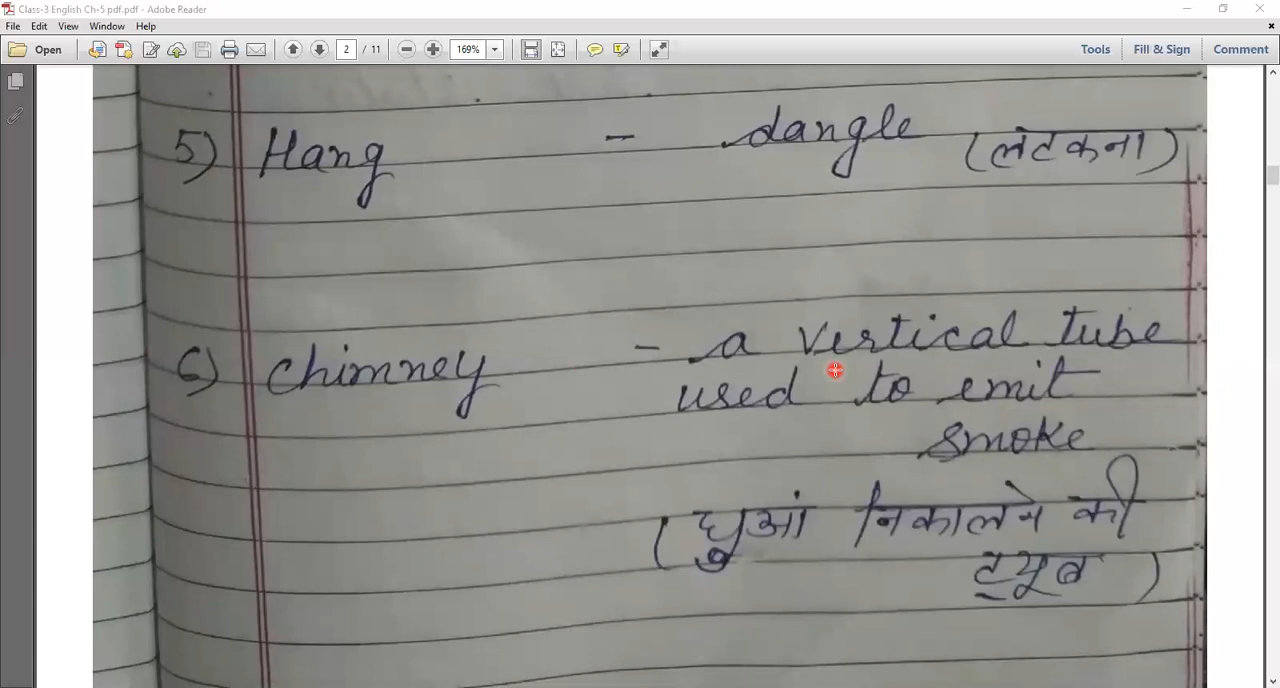 Class-3 English Ch-5 pdf.pdf - Adobe Reader
File Edit View Window Help
Open 2 / 11 169% Tools Fill & Sign Comment
5) Hang - dangle (लटकना)
6) Chimney - a vertical tube
used to emit
smoke
(धुआं निकालने की
ट्यूब)